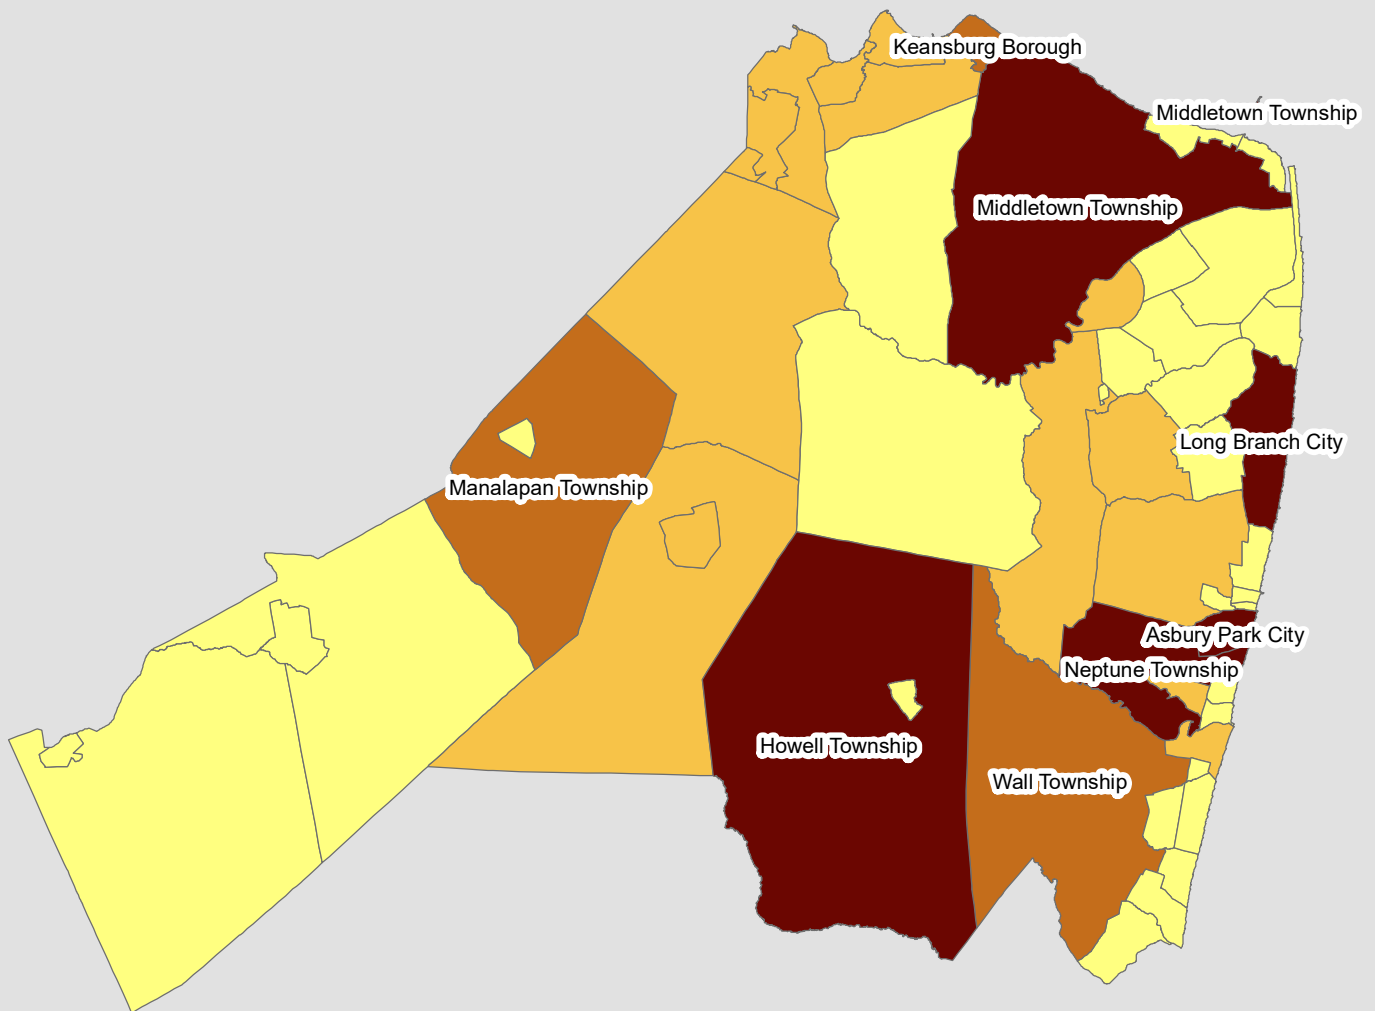 Keansburg Borough
Middletown Township
Middletown Township
Long Branch City
Manalapan Township
Asbury Park City
Neptune Township
Howell Township
Wall Township